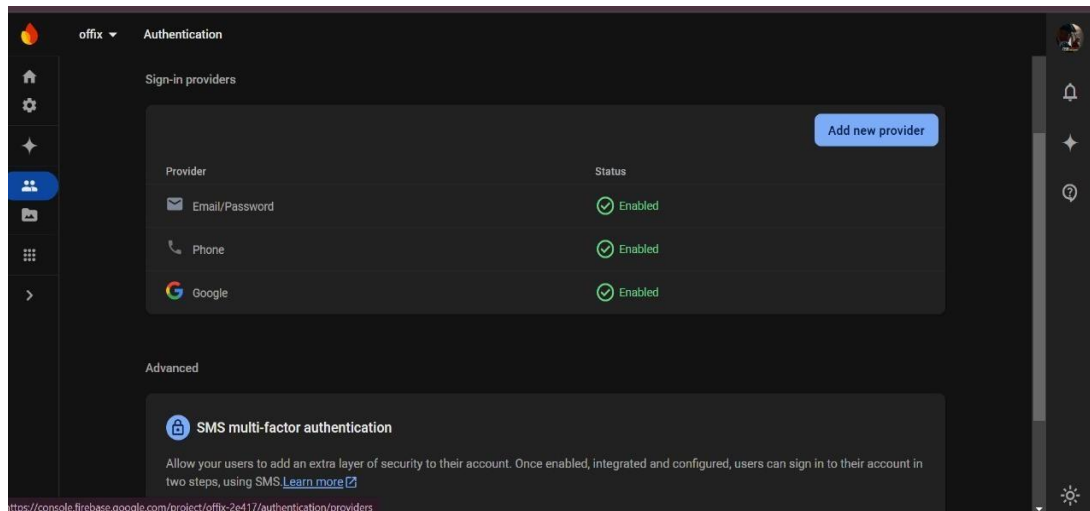 offix
Authentication
Sign-in providers
Add new provider
Provider Status
Email/Password Enabled
Phone Enabled
Google Enabled
Advanced
SMS multi-factor authentication
Allow your users to add an extra layer of security to their account. Once enabled, integrated and configured, users can sign in to their account in
two steps, using SMS.Learn more
ttps://console.firebase.google.com/project/offix-2e417/authentication/providers